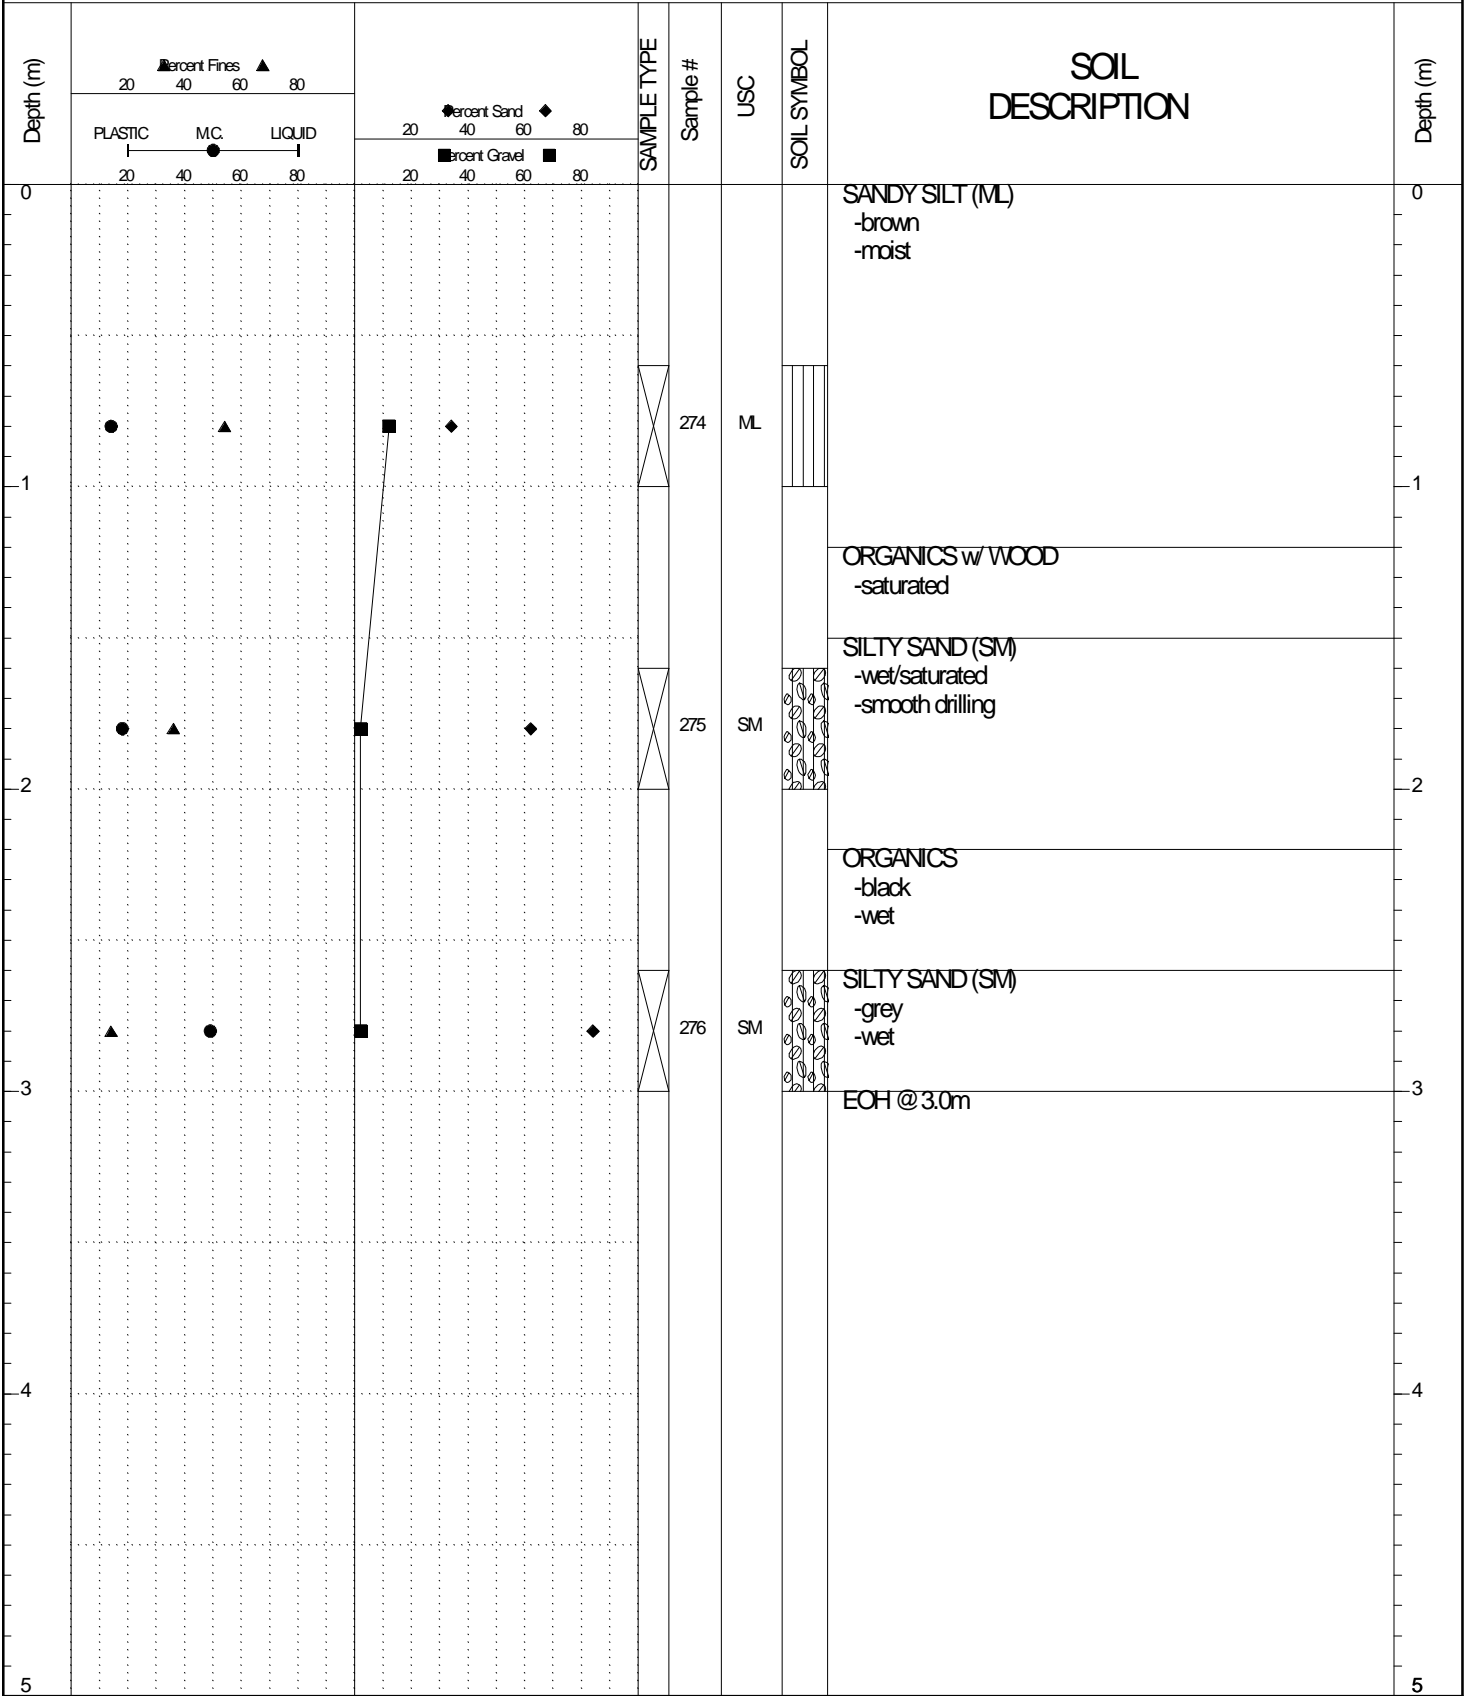 Depth (m)
Percent Fines
20 40 60 80
PLASTIC M.C. LIQUID
20 40 60 80
Percent Sand
20 40 60 80
Percent Gravel
20 40 60 80
SAMPLE TYPE
Sample #
USC
SOIL SYMBOL
SOIL
DESCRIPTION
Depth (m)
0 0
SANDY SILT (ML)
-brown
-moist
274 ML
1 1
ORGANICS w/ WOOD
-saturated
SILTY SAND (SM)
-wet/saturated
-smooth drilling
275 SM
2 2
ORGANICS
-black
-wet
SILTY SAND (SM)
-grey
-wet
276 SM
3 3
EOH @ 3.0m
4 4
5 5